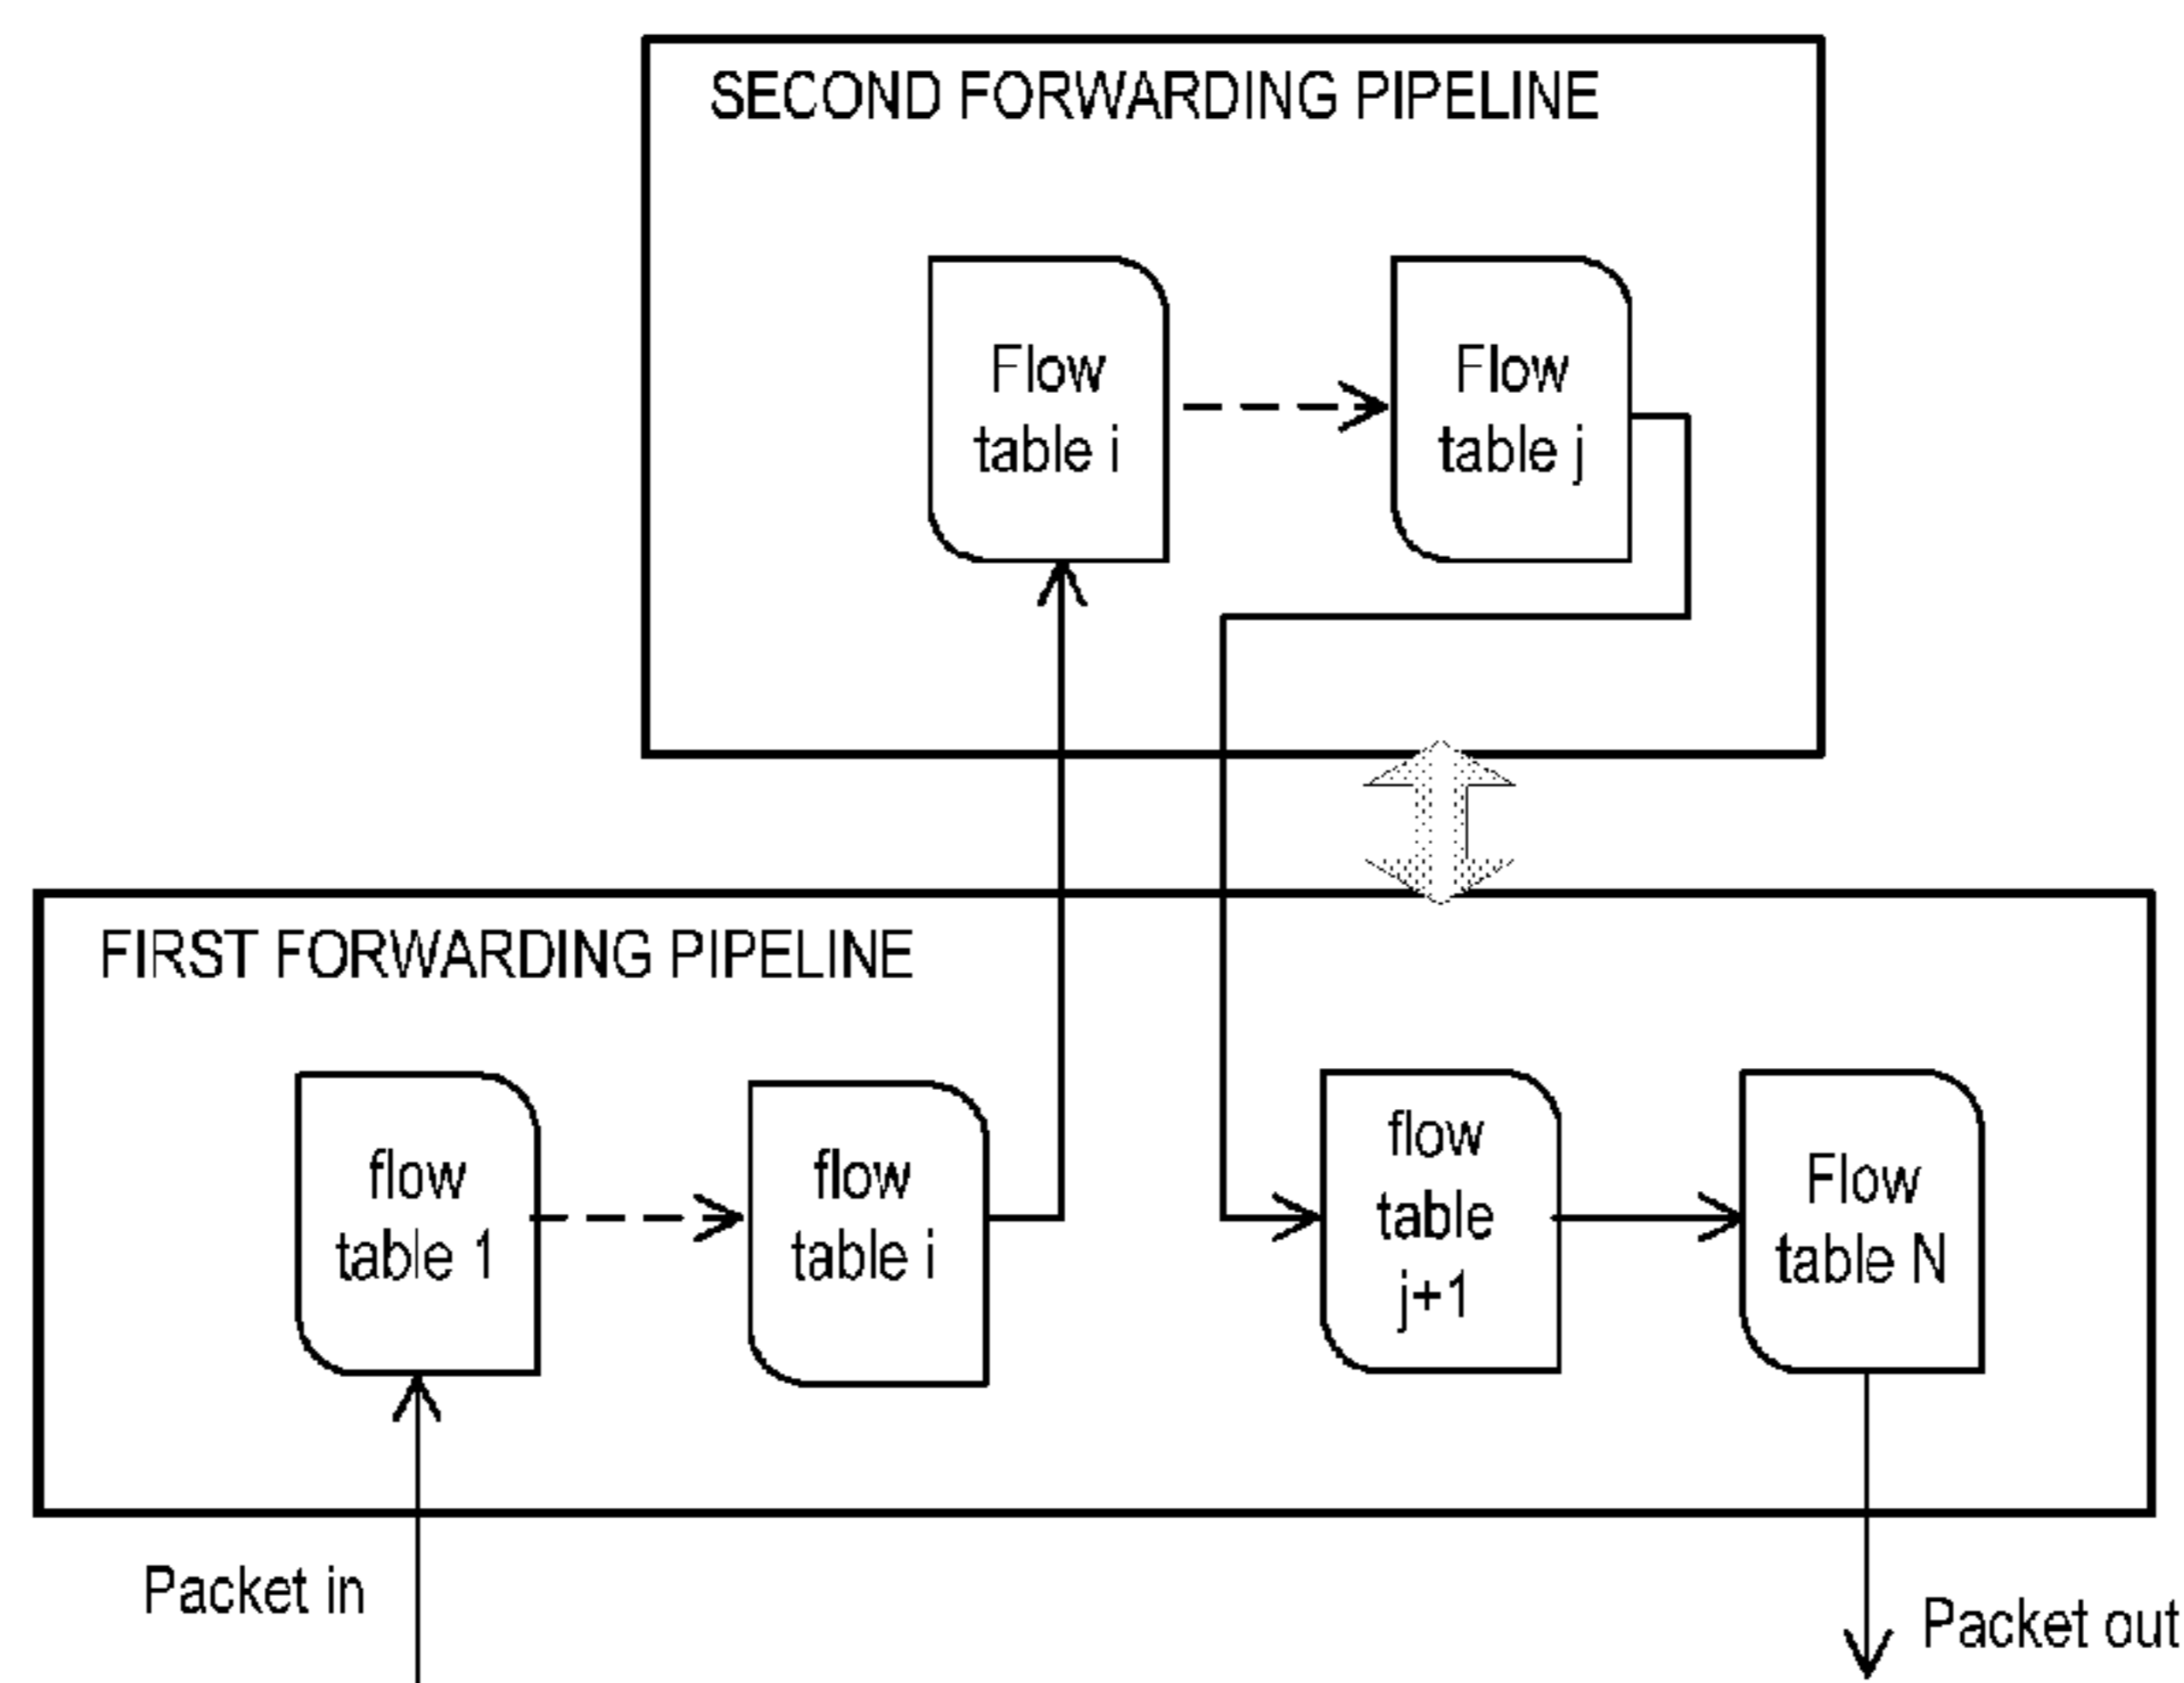 SECOND FORWARDING PIPELINE
Flow
table i
Flow
table j
FIRST FORWARDING PIPELINE
flow
table 1
flow
table i
flow
table
j+1
Flow
table N
Packet in
Packet out